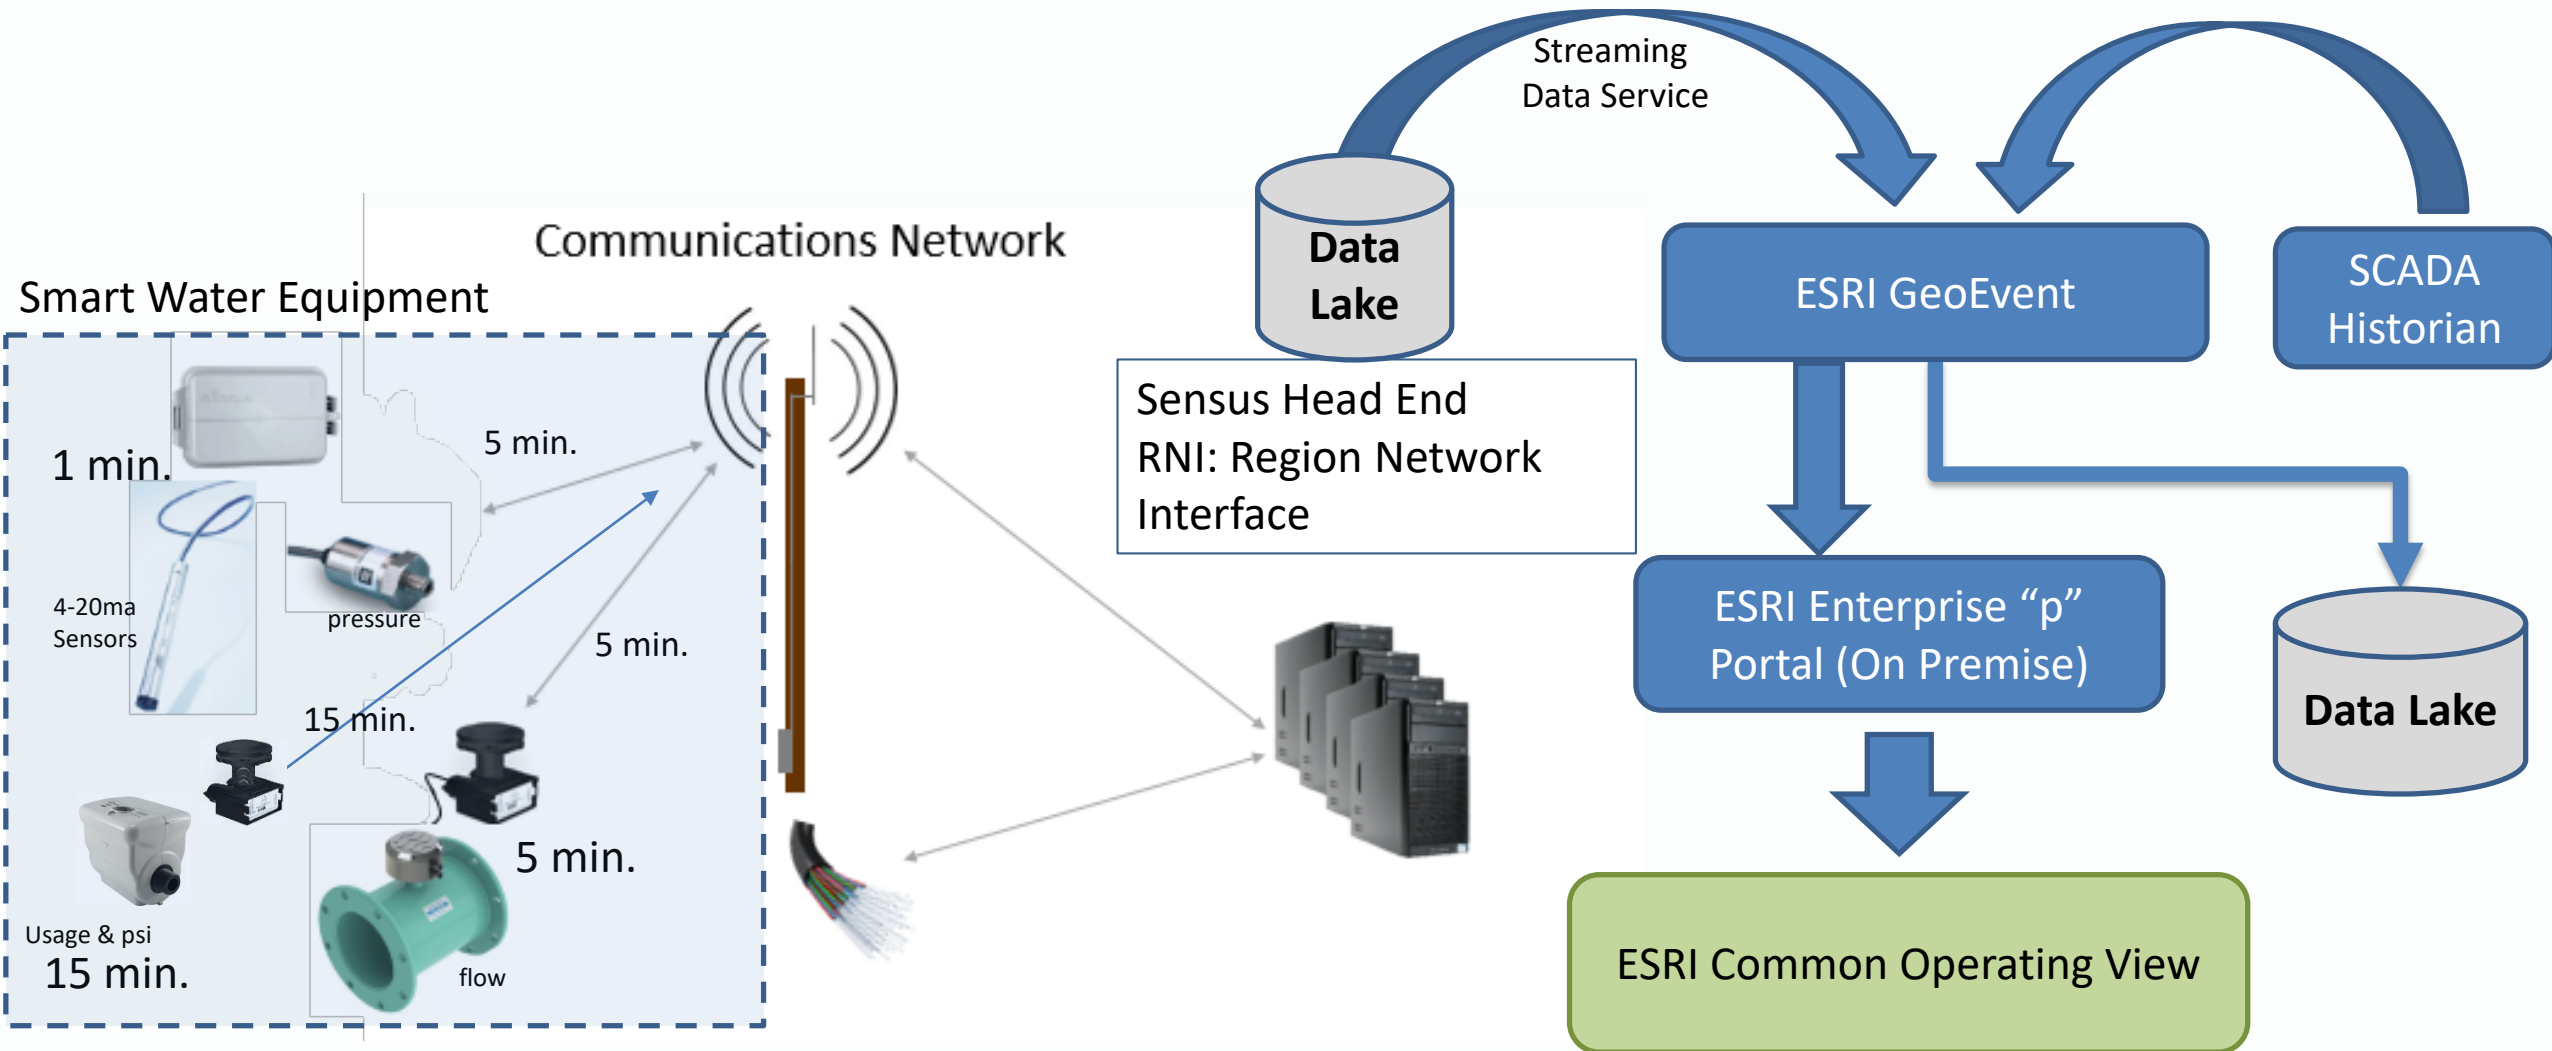 Streaming
Data Service
Communications Network
Data
Lake
ESRI GeoEvent
SCADA
Historian
Smart Water Equipment
Sensus Head End
RNI: Region Network
Interface
1 min.
5 min.
4-20ma
Sensors
pressure
5 min.
15 min.
ESRI Enterprise “p”
Portal (On Premise)
Data Lake
5 min.
Usage & psi
15 min.
flow
ESRI Common Operating View